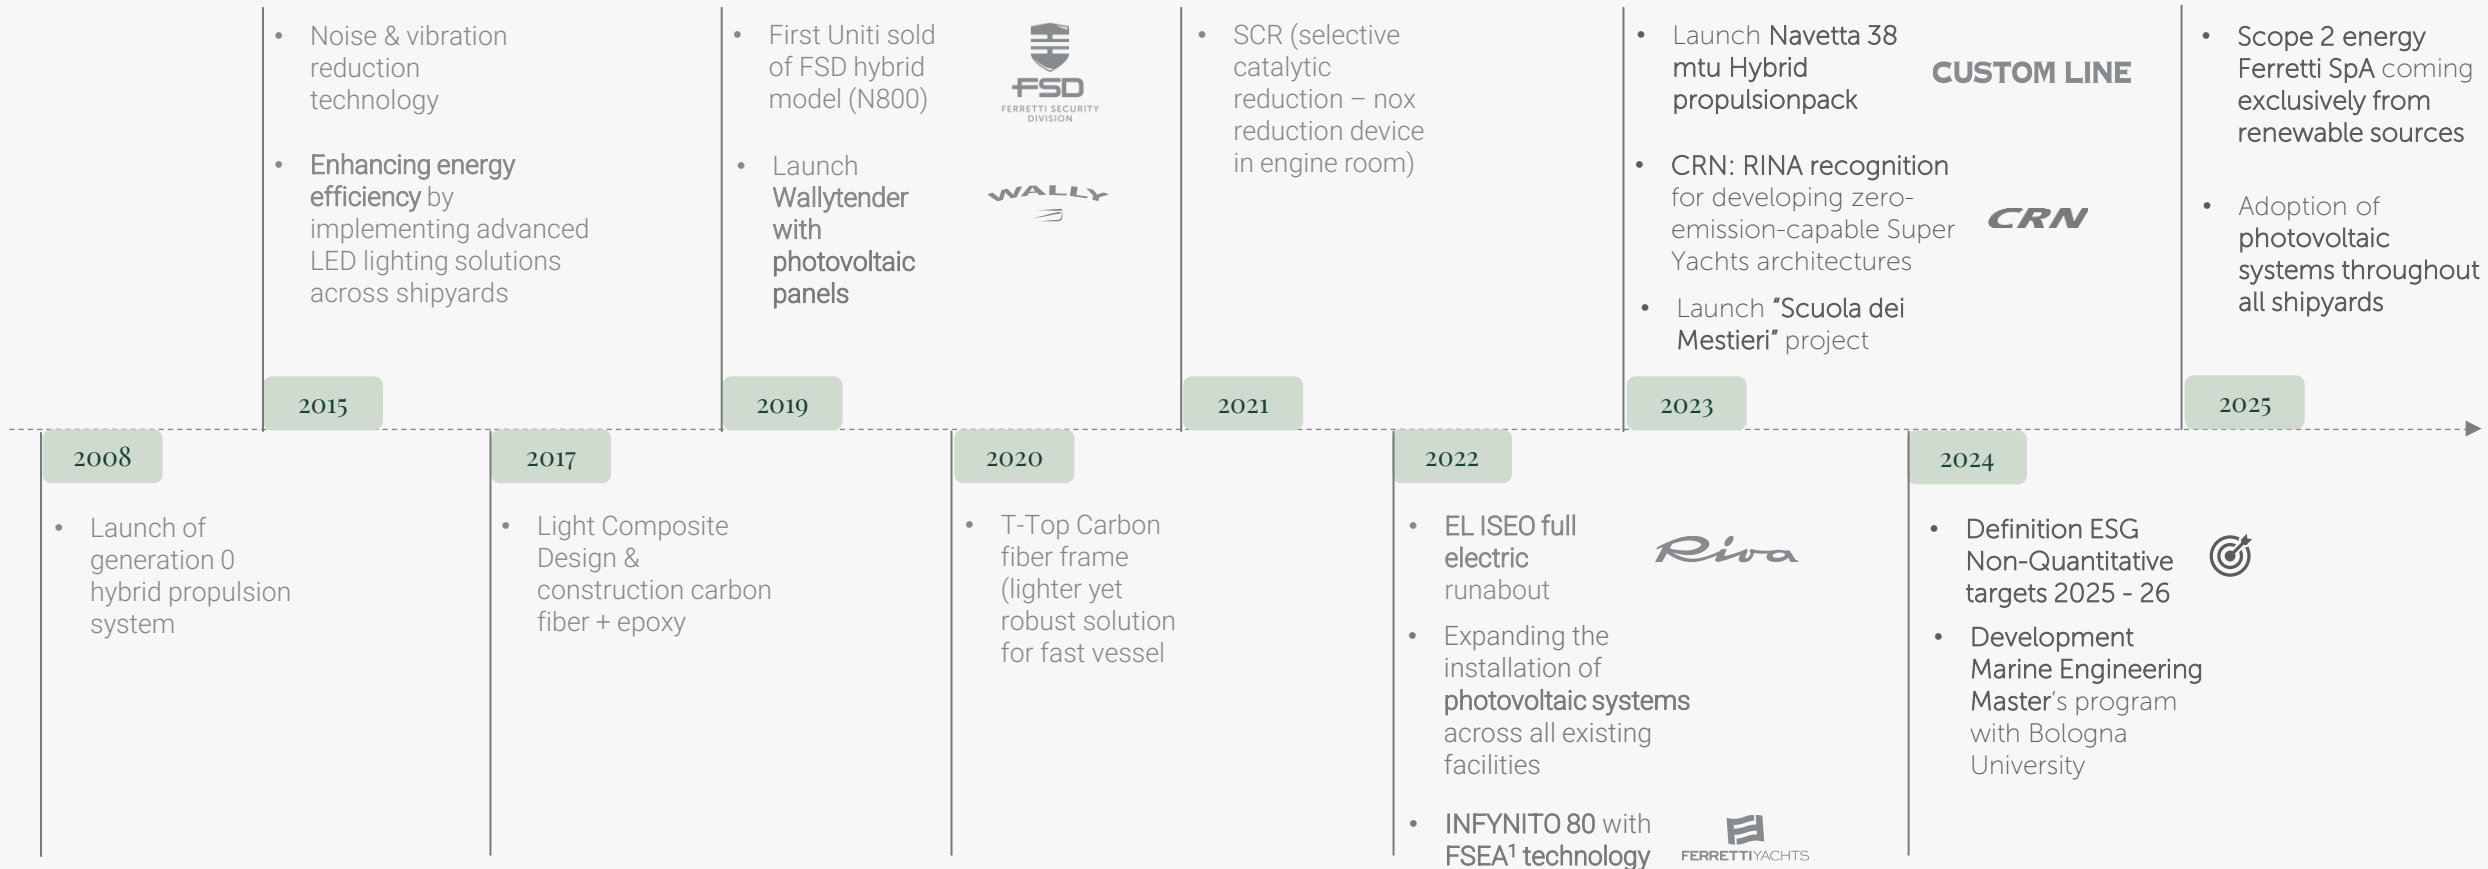 Noise & vibration
reduction
technology
Enhancing energy
efficiency by
implementing advanced
LED lighting solutions
across shipyards
2015
First Uniti sold
of FSD hybrid
model (N800)
FSD
FERRETTI SECURITY
DIVISION
Launch
Wallytender
with
photovoltaic
panels
WALLY
2019
SCR (selective
catalytic
reduction – nox
reduction device
in engine room)
2021
Launch Navetta 38
mtu Hybrid
propulsionpack
CUSTOM LINE
CRN: RINA recognition
for developing zero-
emission-capable Super
Yachts architectures
CRN
Launch “Scuola dei
Mestieri” project
2023
Scope 2 energy
Ferretti SpA coming
exclusively from
renewable sources
Adoption of
photovoltaic
systems throughout
all shipyards
2025
2008
Launch of
generation 0
hybrid propulsion
system
2017
Light Composite
Design &
construction carbon
fiber + epoxy
2020
T-Top Carbon
fiber frame
(lighter yet
robust solution
for fast vessel
2022
EL ISEO full
electric
runabout
Riva
Expanding the
installation of
photovoltaic systems
across all existing
facilities
INFYNITO 80 with
FSEA¹ technology
FERRETTIYACHTS
2024
Definition ESG
Non-Quantitative
targets 2025 - 26
Development
Marine Engineering
Master’s program
with Bologna
University